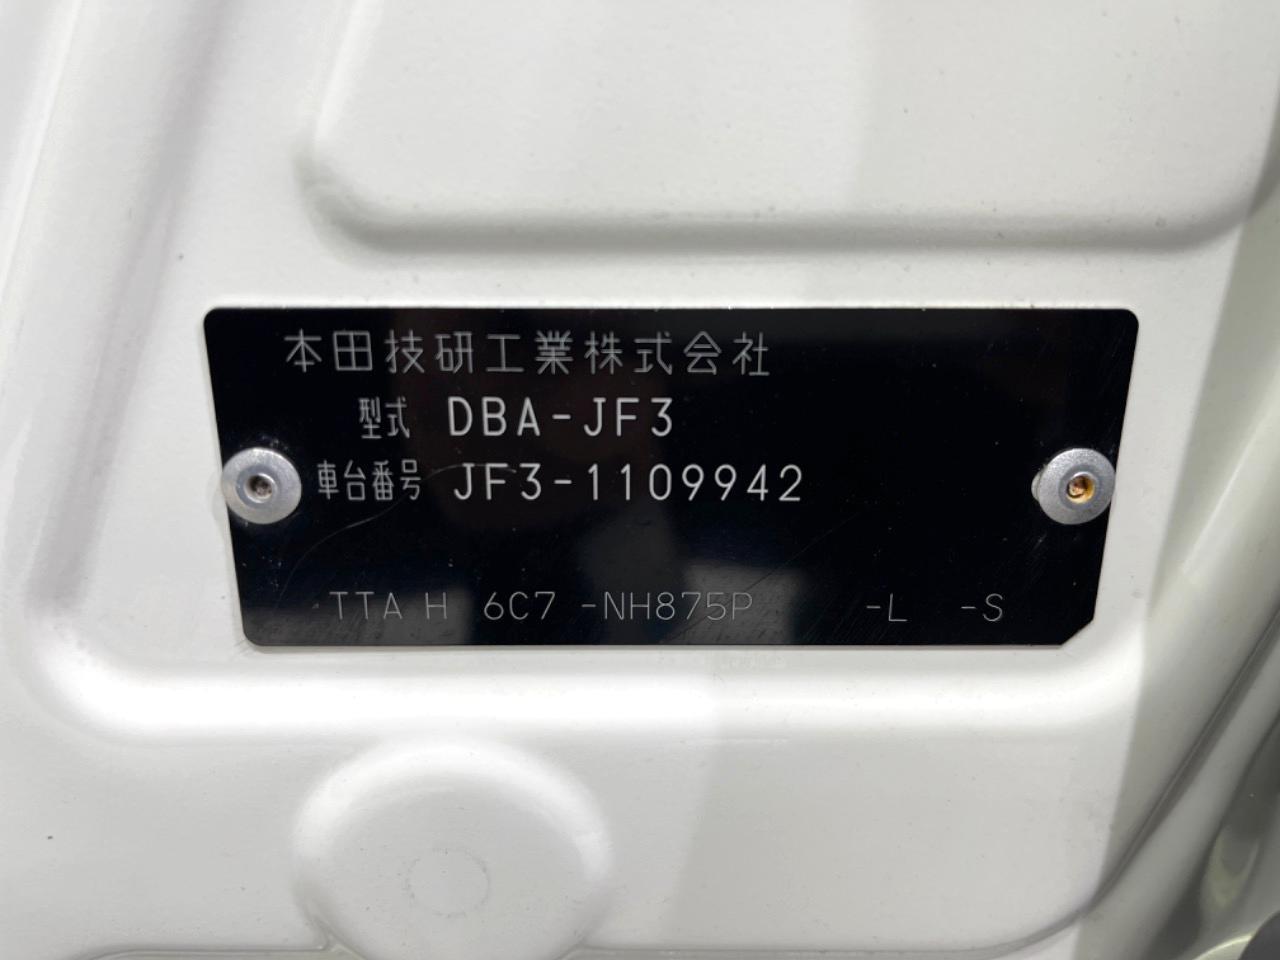 本田技研工業株式会社
型式 DBA-JF3
車台番号 JF3-1109942
TTA H 6C7 -NH875P -L -S